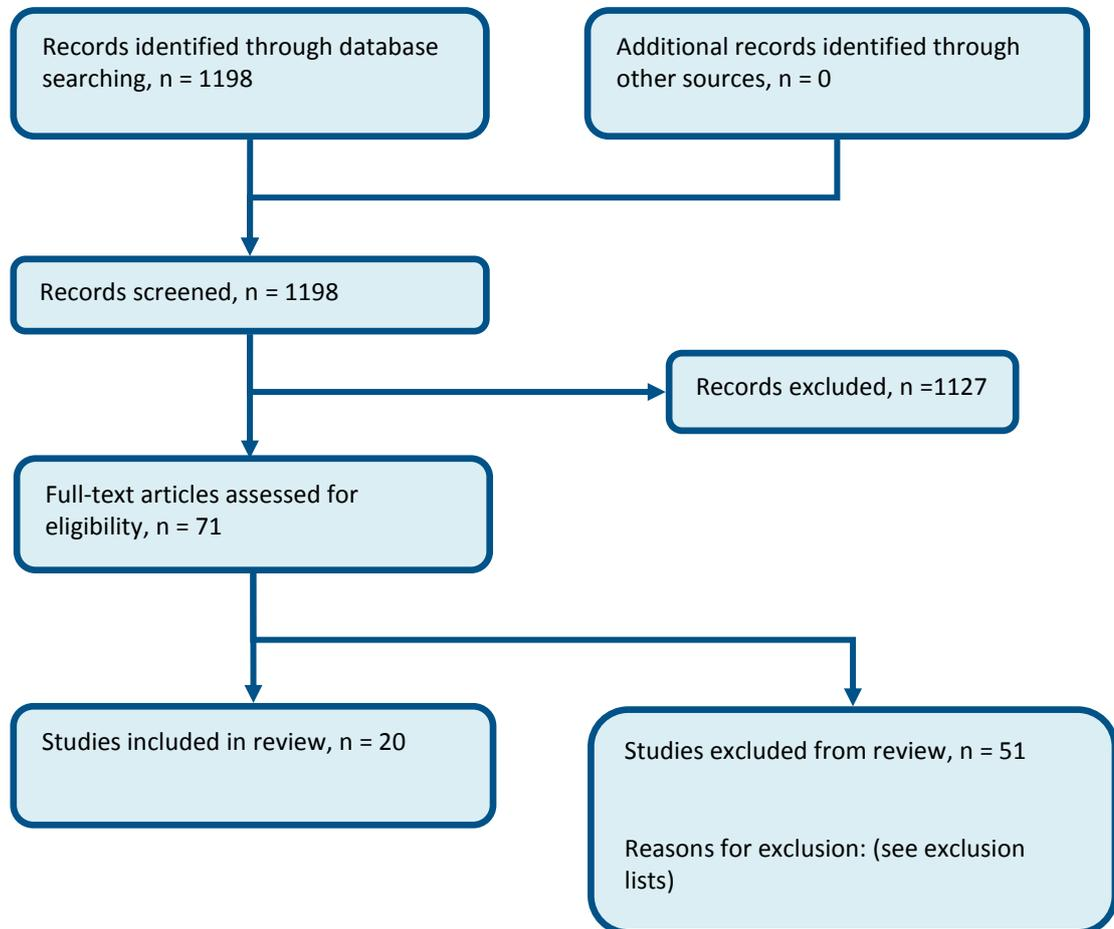 Records identified through database
searching, n = 1198
Additional records identified through
other sources, n = 0
Records screened, n = 1198
Records excluded, n =1127
Full-text articles assessed for
eligibility, n = 71
Studies included in review, n = 20
Studies excluded from review, n = 51
Reasons for exclusion: (see exclusion
lists)